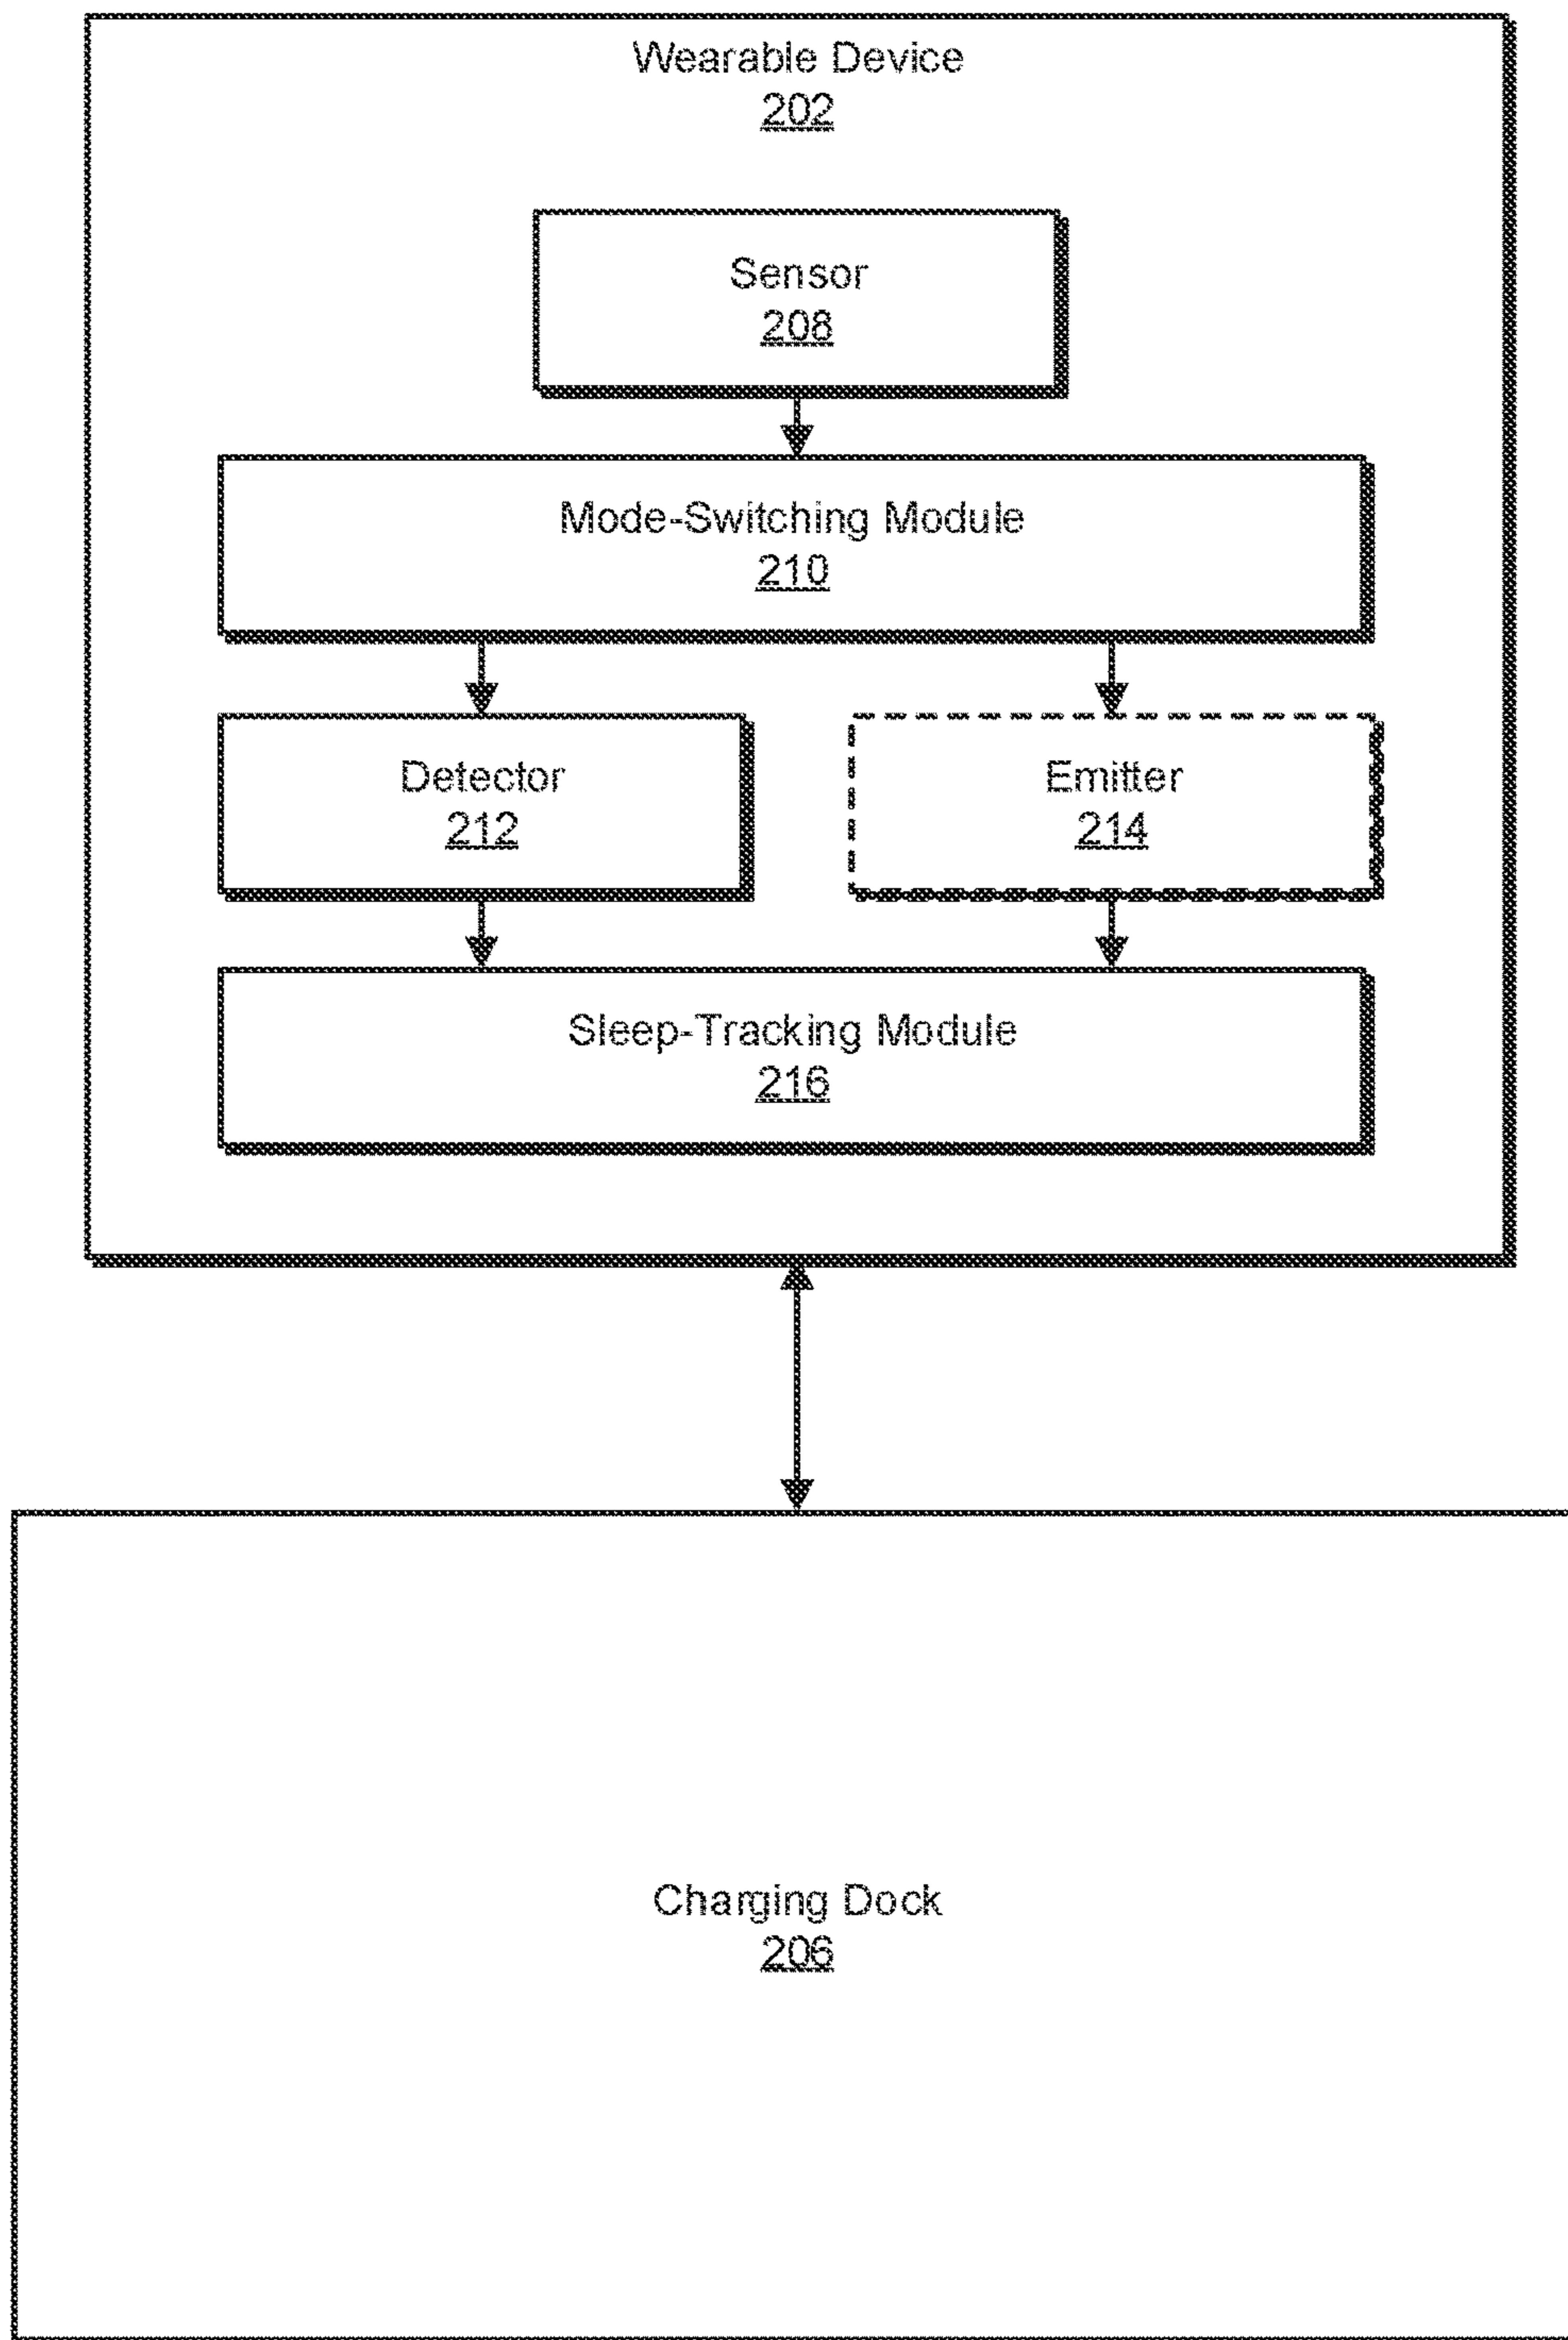 Wearable Device
202
Sensor
208
Mode-Switching Module
210
Detector
212
Emitter
214
Sleep-Tracking Module
216
Charging Dock
206